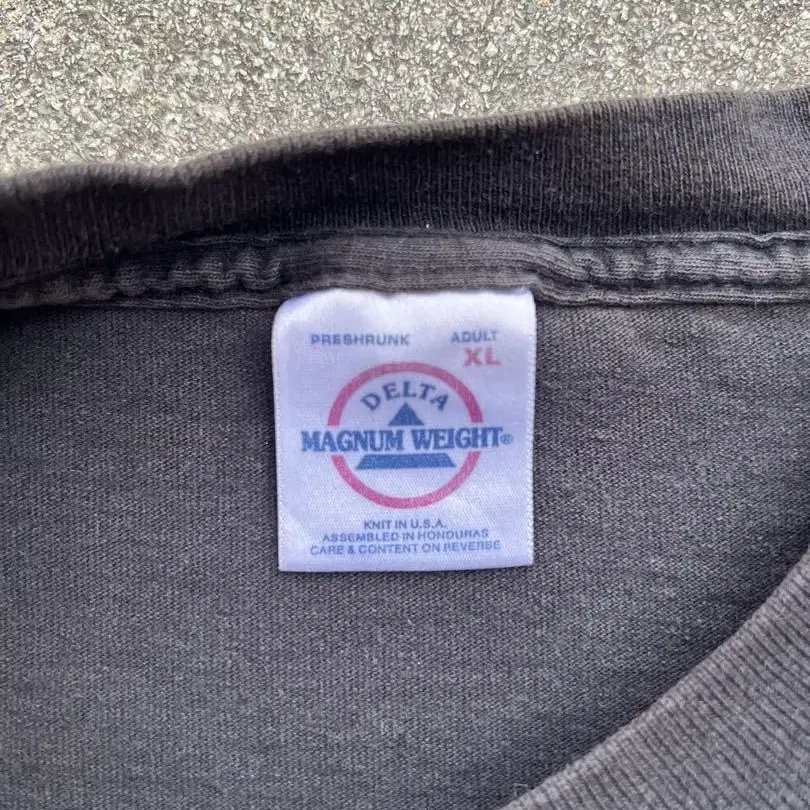 PRESHRUNK ADULT
XL
DELTA
MAGNUM WEIGHT®
KNIT IN U.S.A.
ASSEMBLED IN HONDURAS
CARE & CONTENT ON REVERSE